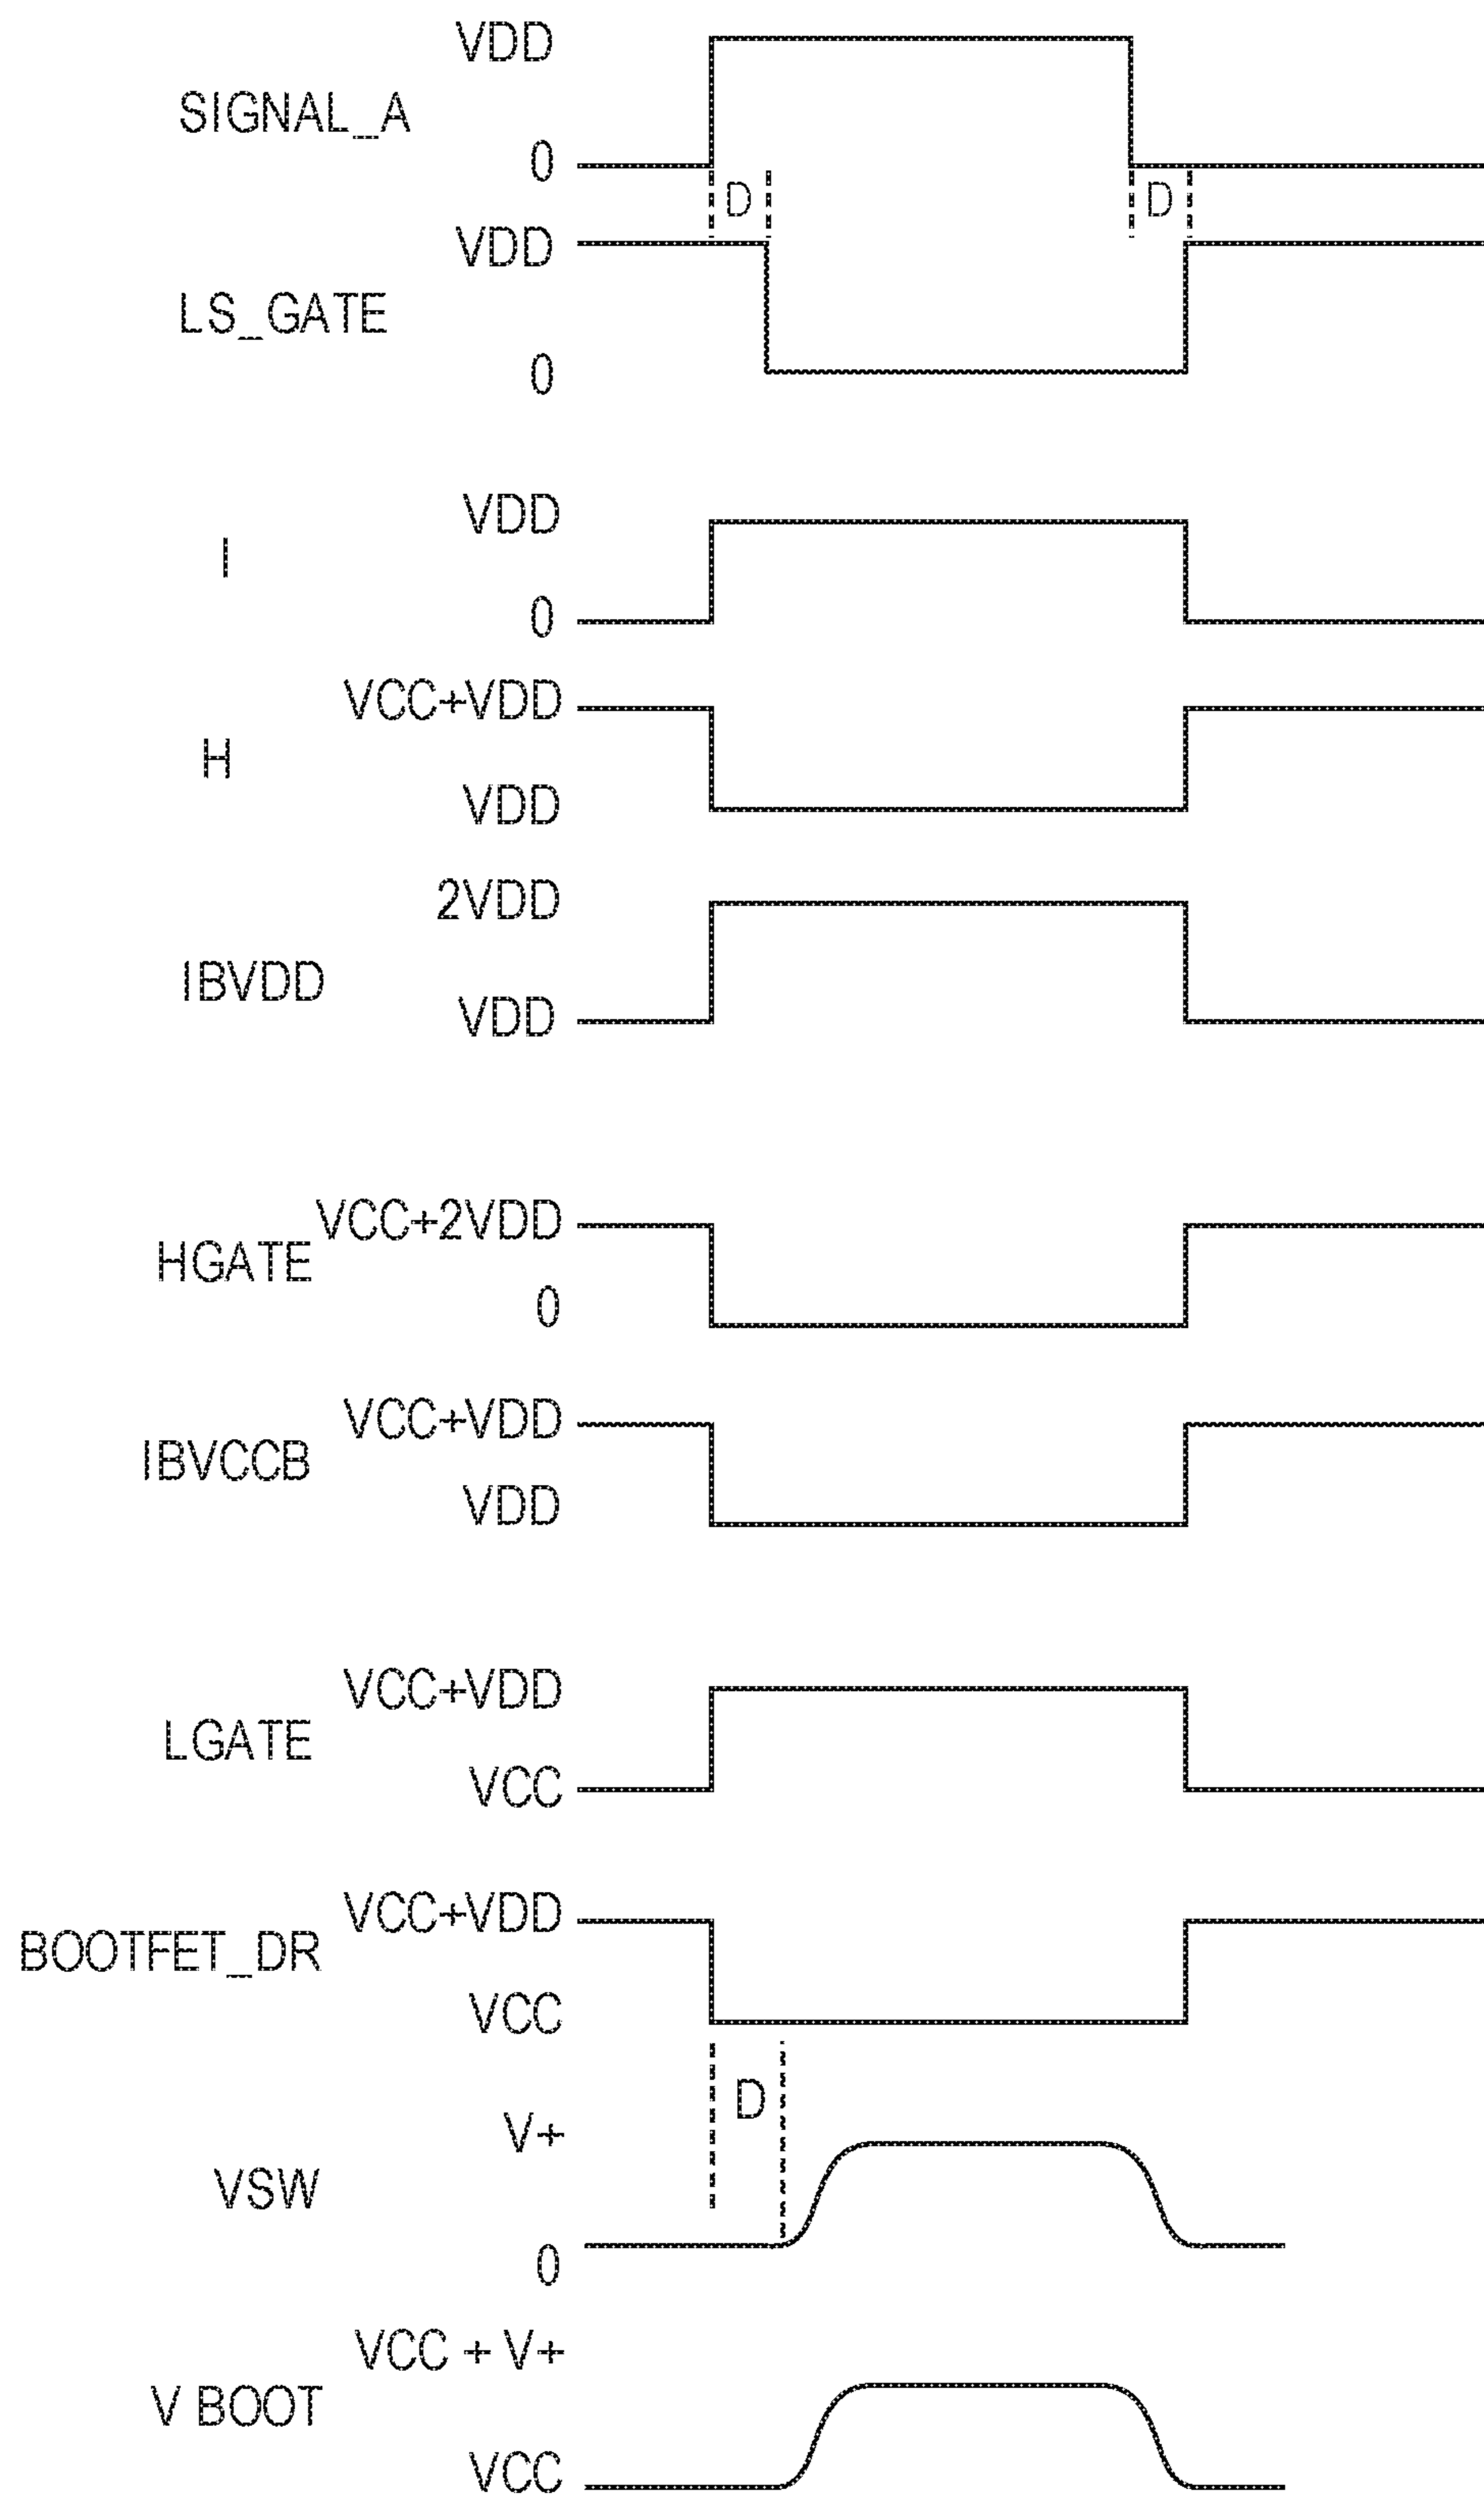 VDD
SIGNAL_A
0
D D
VDD
LS_GATE
0
VDD
I
0
VCC+VDD
H
VDD
2VDD
IBVDD
VDD
VCC+2VDD
HGATE
0
VCC+VDD
IBVCCB
VDD
VCC+VDD
LGATE
VCC
VCC+VDD
BOOTFET_DR
VCC
D
V+
VSW
0
VCC + V+
V BOOT
VCC